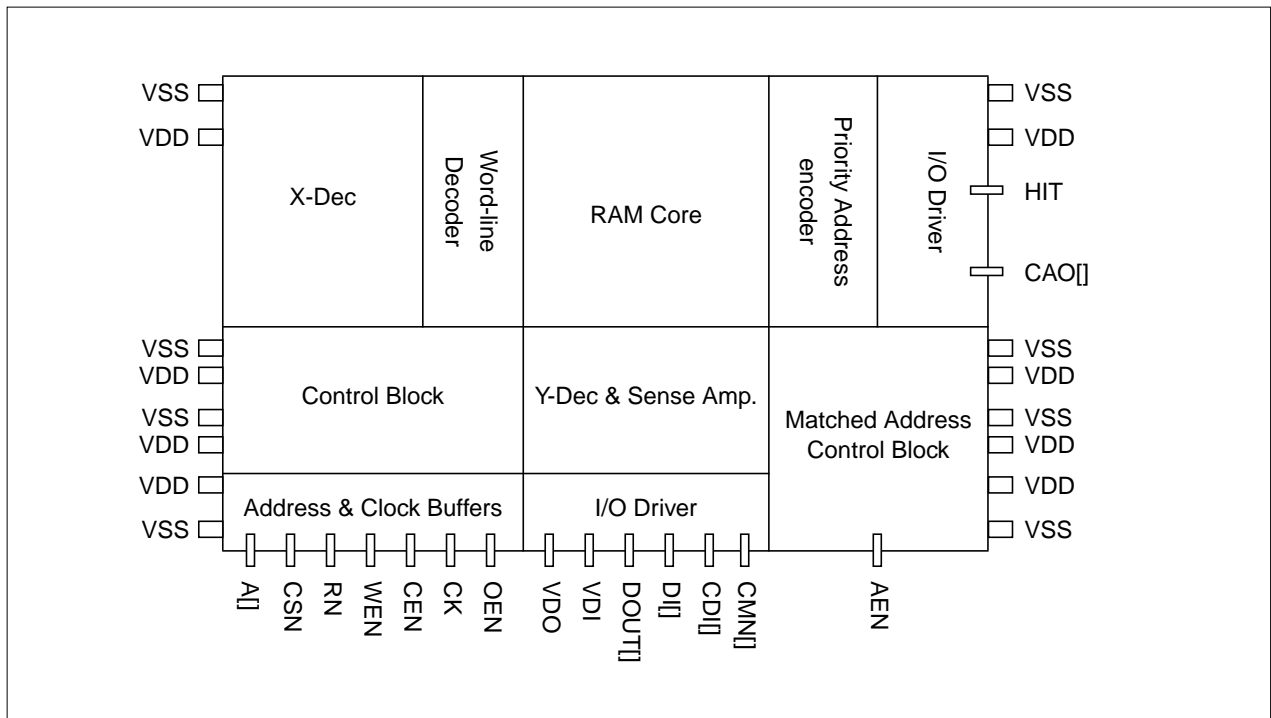 VSS
VDD
X-Dec
Word-line
Decoder
RAM Core
Priority Address
encoder
I/O Driver
VSS
VDD
HIT
CAO[]
VSS
VDD
VSS
VDD
VDD
VSS
Control Block
Y-Dec & Sense Amp.
Matched Address
Control Block
VSS
VDD
VSS
VDD
VDD
VSS
Address & Clock Buffers
I/O Driver
A[]
CSN
RN
WEN
CEN
CK
OEN
VDO
VDI
DOUT[]
DI[]
CDI[]
CMN[]
AEN